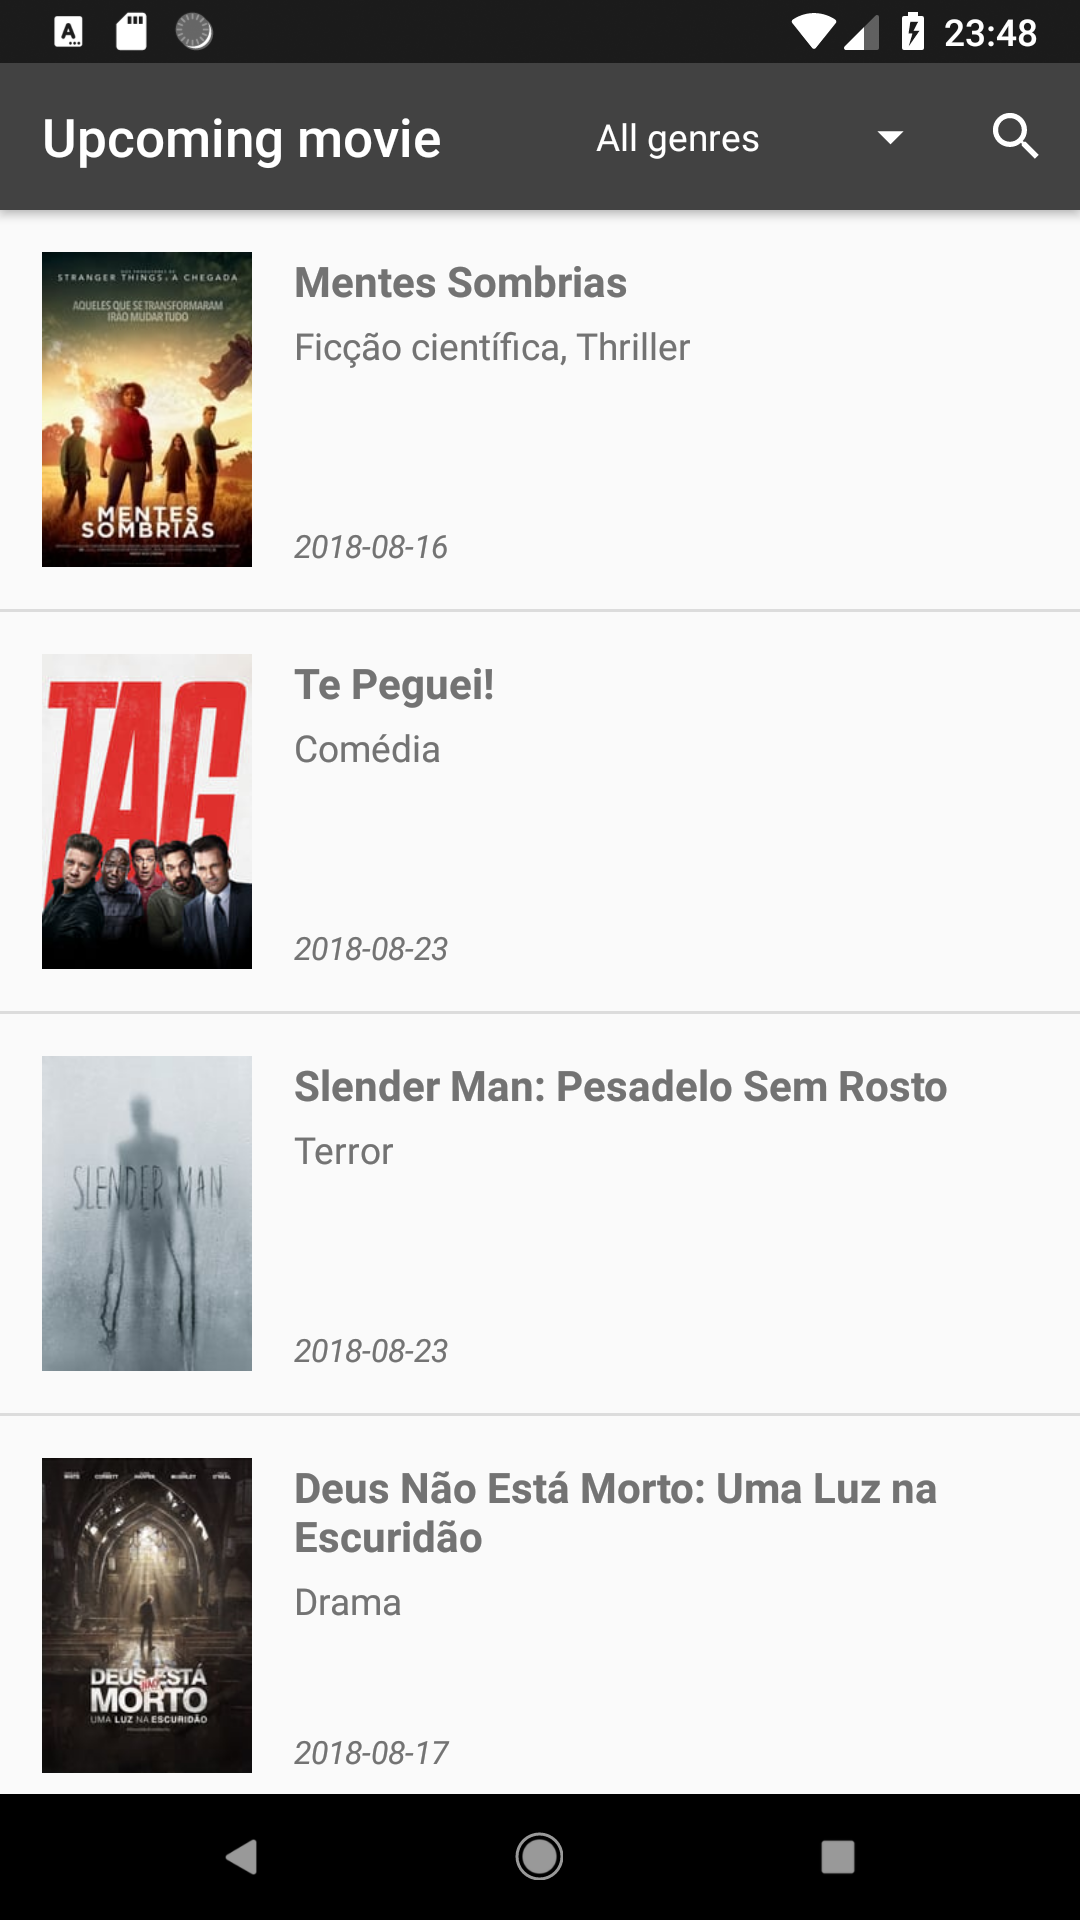 23:48
Upcoming movie
All genres
STRANGER THINGS E A CHEGADA
AQUELES QUE SE TRANSFORMARAM
IRÃO MUDAR TUDO
MENTES
SOMBRIAS
Mentes Sombrias
Ficção científica, Thriller
2018-08-16
TAG
Te Peguei!
Comédia
2018-08-23
SLENDER MAN
Slender Man: Pesadelo Sem Rosto
Terror
2018-08-23
DEUS NÃO ESTÁ
MORTO
UMA LUZ NA ESCURIDÃO
Deus Não Está Morto: Uma Luz na
Escuridão
Drama
2018-08-17